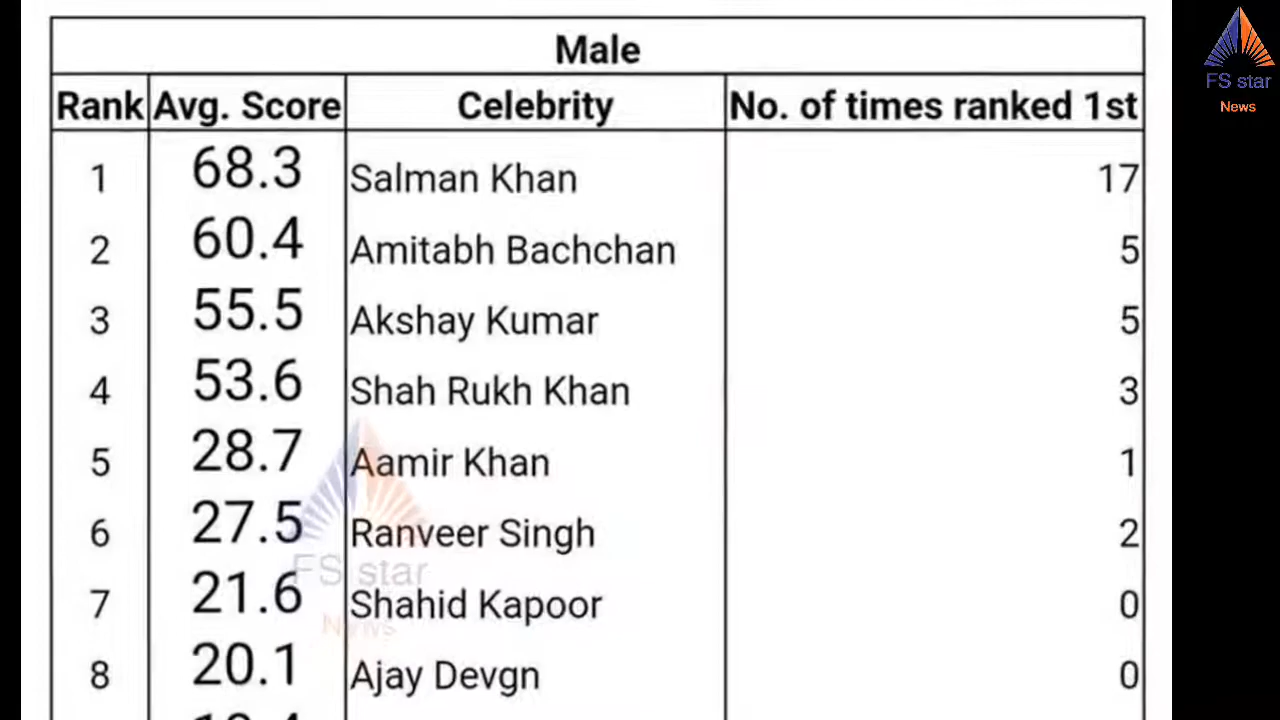 Male
Rank Avg. Score Celebrity No. of times ranked 1st
1 68.3 Salman Khan 17
2 60.4 Amitabh Bachchan 5
3 55.5 Akshay Kumar 5
4 53.6 Shah Rukh Khan 3
5 28.7 Aamir Khan 1
6 27.5 Ranveer Singh 2
7 21.6 Shahid Kapoor 0
8 20.1 Ajay Devgn 0
FS star
News
FS star
News